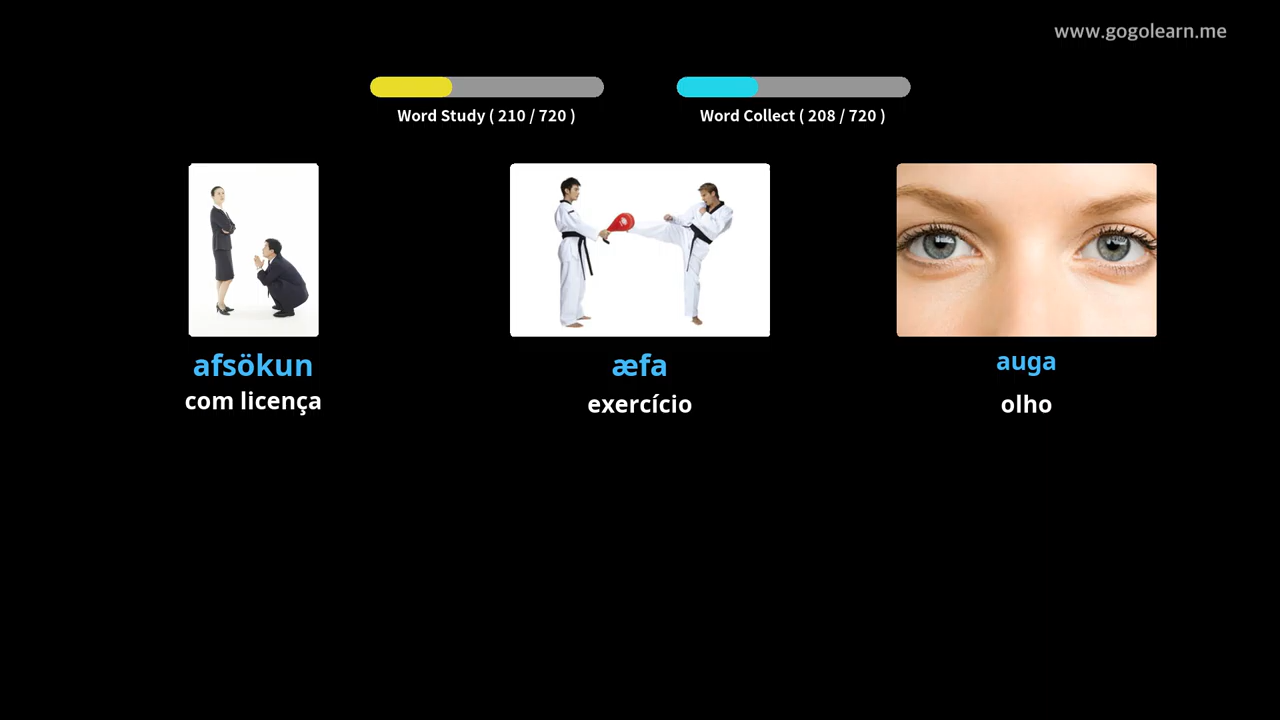 www.gogolearn.me
Word Study ( 210 / 720 )
Word Collect ( 208 / 720 )
afsökun
com licença
æfa
exercício
auga
olho